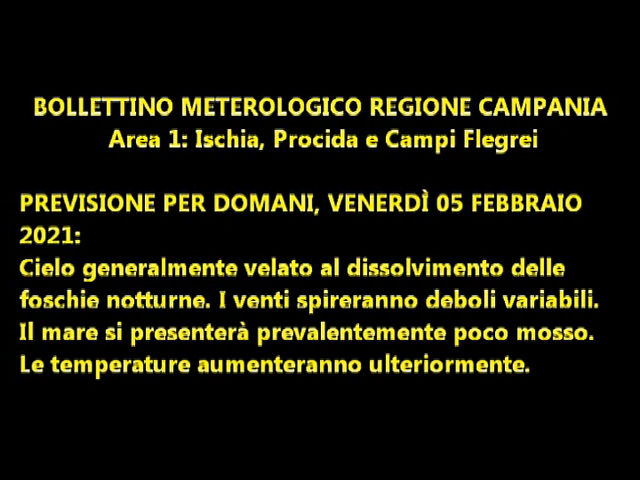 BOLLETTINO METEROLOGICO REGIONE CAMPANIA
Area 1: Ischia, Procida e Campi Flegrei
PREVISIONE PER DOMANI, VENERDÌ 05 FEBBRAIO
2021:
Cielo generalmente velato al dissolvimento delle
foschie notturne. I venti spireranno deboli variabili.
Il mare si presenterà prevalentemente poco mosso.
Le temperature aumenteranno ulteriormente.